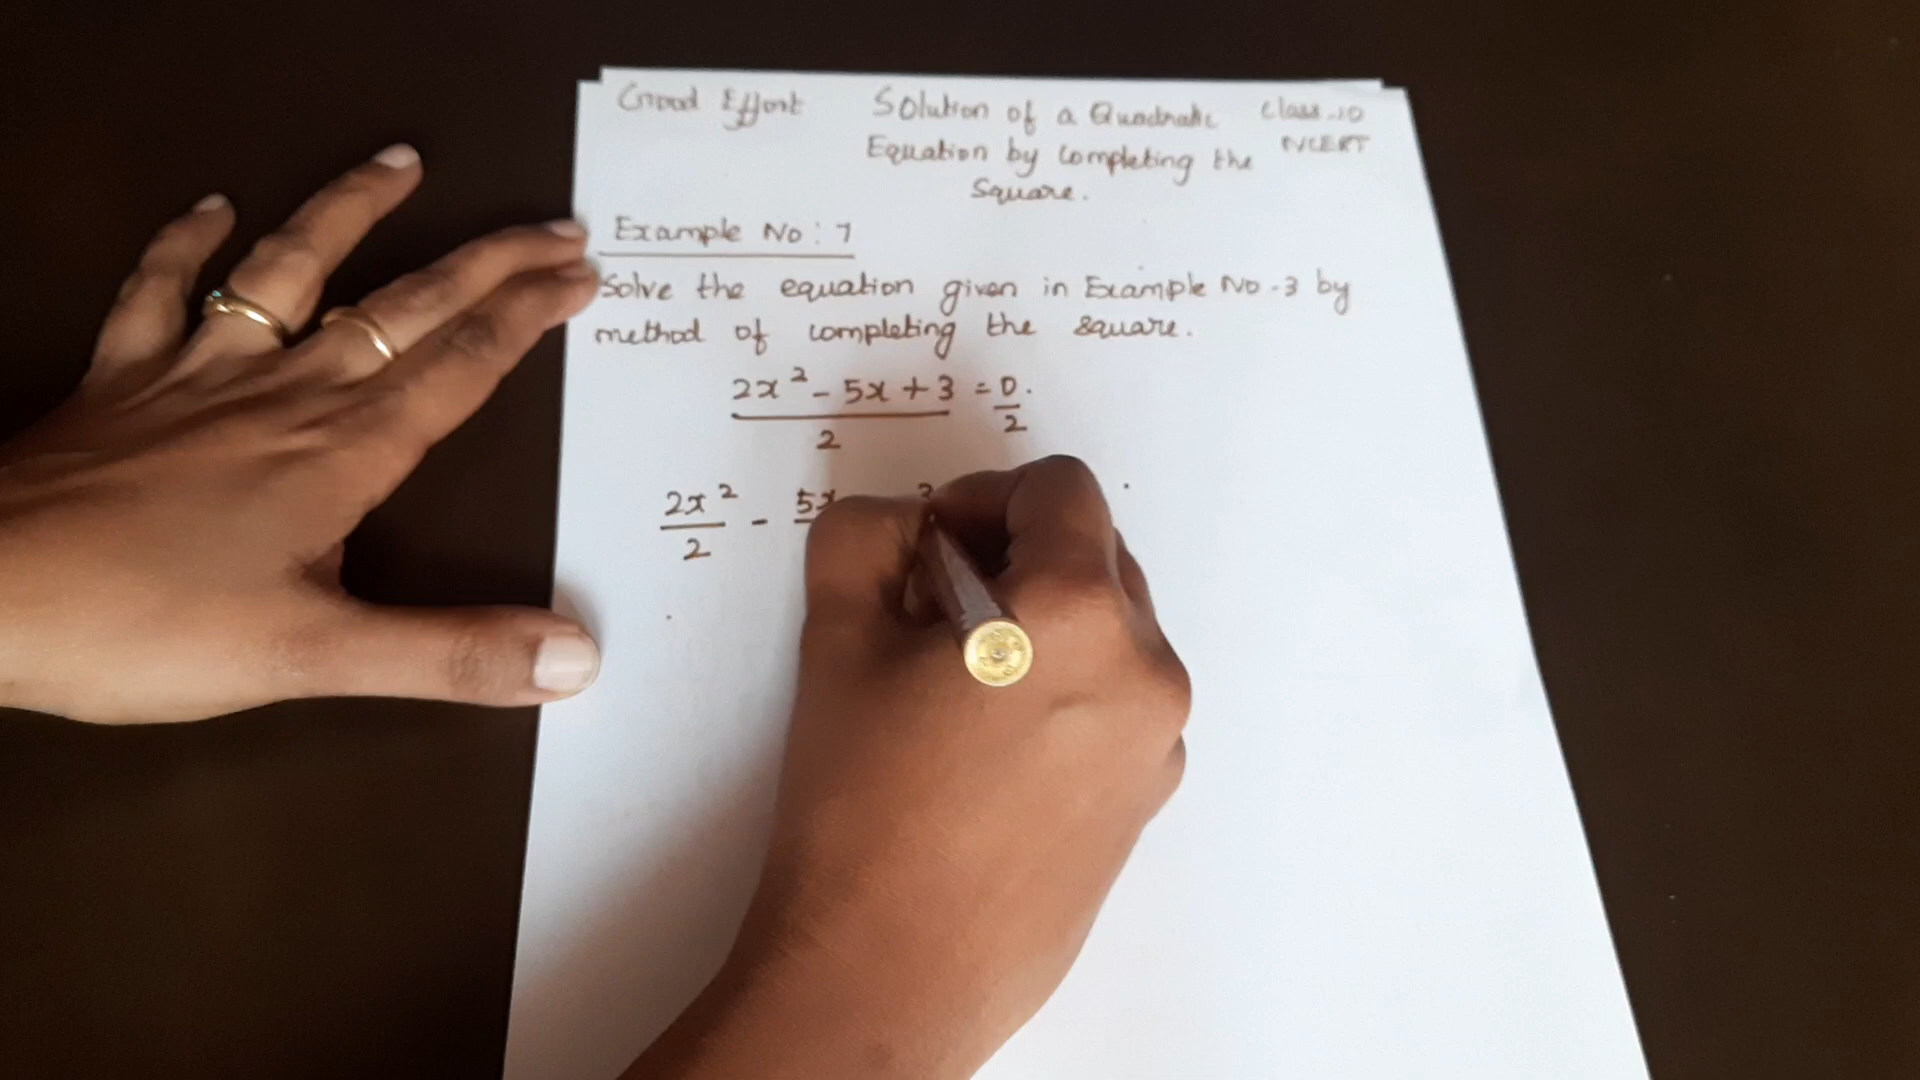 Good Effort Solution of a Quadratic Class-10
Equation by Completing the NCERT
Square.
Example No: 7
Solve the equation given in Example No-3 by
method of completing the square.
2x² - 5x + 3 = 0.
2 2
2x² - 5x 3
2